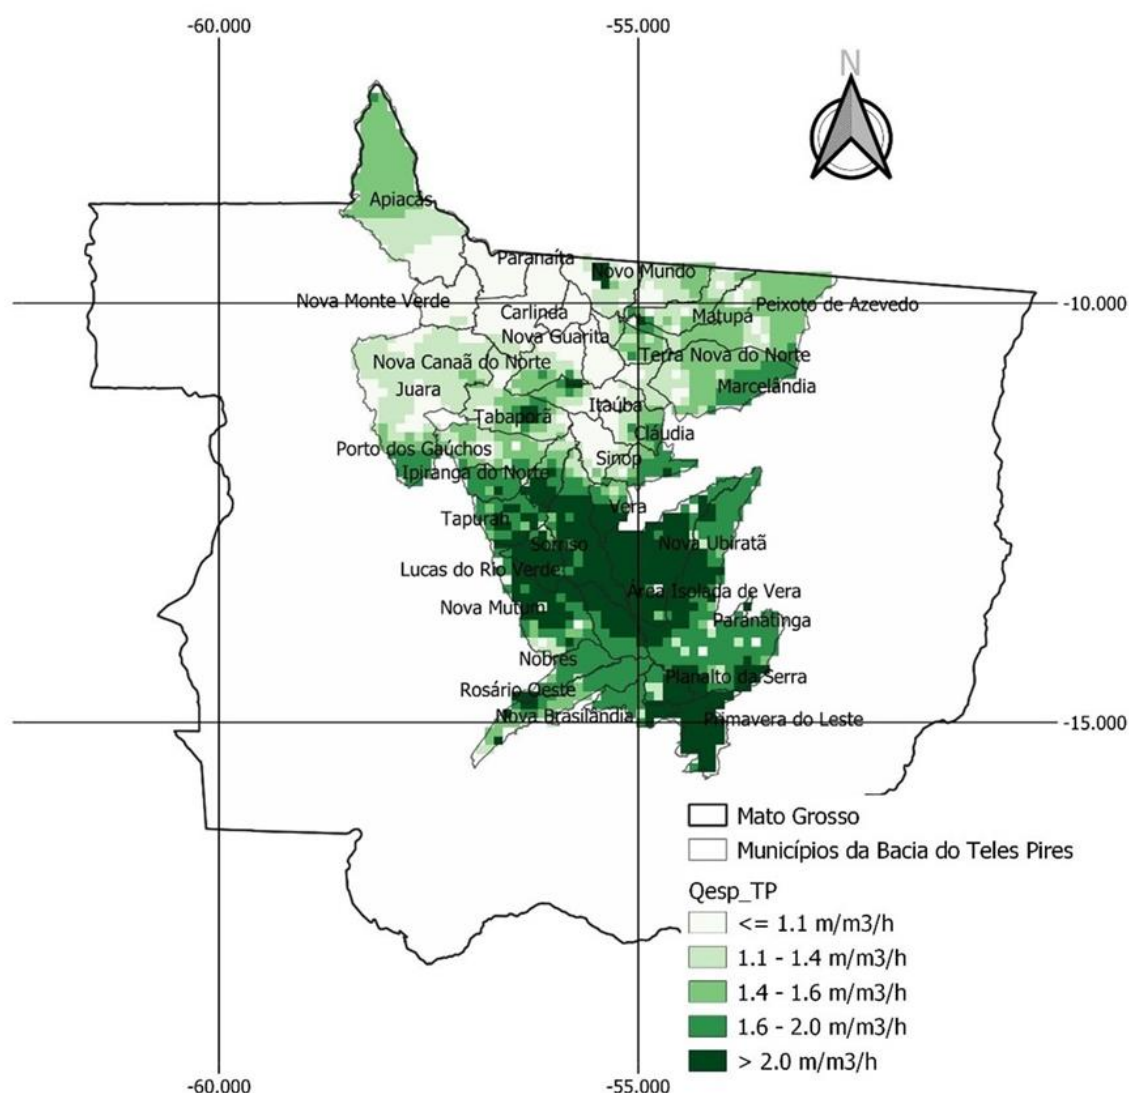 -60.000 -55.000
N
Apiacás
Paranaíta
Novo Mundo
Nova Monte Verde
-10.000
Peixoto de Azevedo
Carlinda
Matupá
Nova Guarita
Terra Nova do Norte
Nova Canaã do Norte
Juara
Marcelândia
Itaúba
Tabaporã
Cláudia
Porto dos Gaúchos
Sinop
Ipiranga do Norte
Vera
Tapurah
Sorriso
Nova Ubiratã
Lucas do Rio Verde
Área Isolada de Vera
Nova Mutum
Paranatinga
Nobres
Planalto da Serra
Rosário Oeste
Nova Brasilândia
Primavera do Leste
-15.000
Mato Grosso
Municípios da Bacia do Teles Pires
Qesp_TP
<= 1.1 m/m3/h
1.1 - 1.4 m/m3/h
1.4 - 1.6 m/m3/h
1.6 - 2.0 m/m3/h
> 2.0 m/m3/h
-60.000 -55.000